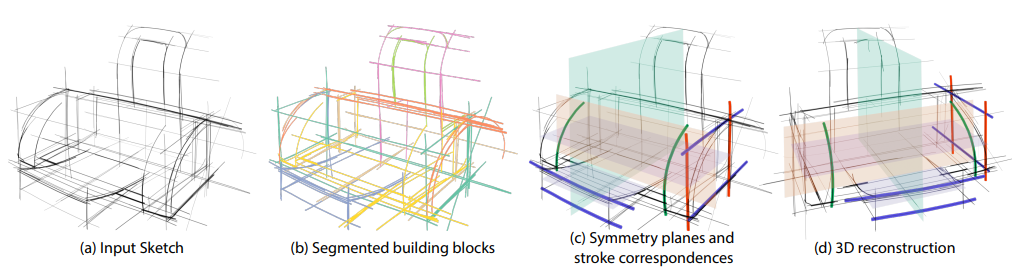 (a) Input Sketch
(b) Segmented building blocks
(c) Symmetry planes and
stroke correspondences
(d) 3D reconstruction